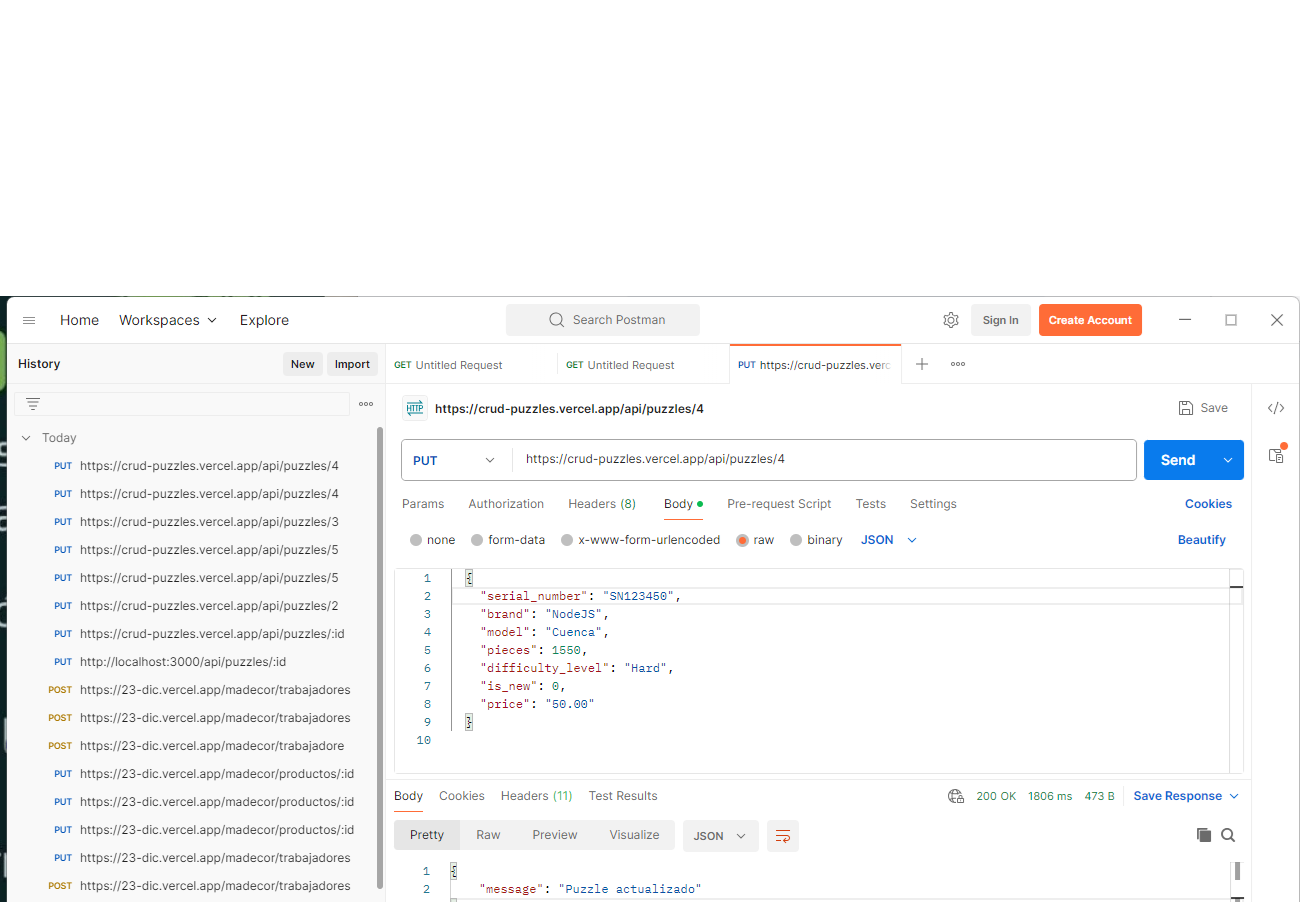 Home Workspaces Explore Search Postman Sign In Create Account
History New Import GET Untitled Request GET Untitled Request PUT https://crud-puzzles.verc
HTTP https://crud-puzzles.vercel.app/api/puzzles/4 Save
Today
PUT https://crud-puzzles.vercel.app/api/puzzles/4
PUT https://crud-puzzles.vercel.app/api/puzzles/4
PUT https://crud-puzzles.vercel.app/api/puzzles/3
PUT https://crud-puzzles.vercel.app/api/puzzles/5
PUT https://crud-puzzles.vercel.app/api/puzzles/5
PUT https://crud-puzzles.vercel.app/api/puzzles/2
PUT https://crud-puzzles.vercel.app/api/puzzles/:id
PUT http://localhost:3000/api/puzzles/:id
POST https://23-dic.vercel.app/madecor/trabajadores
POST https://23-dic.vercel.app/madecor/trabajadores
POST https://23-dic.vercel.app/madecor/trabajadore
PUT https://23-dic.vercel.app/madecor/productos/:id
PUT https://23-dic.vercel.app/madecor/productos/:id
PUT https://23-dic.vercel.app/madecor/productos/:id
PUT https://23-dic.vercel.app/madecor/trabajadores
POST https://23-dic.vercel.app/madecor/trabajadores
PUT https://crud-puzzles.vercel.app/api/puzzles/4 Send
Params Authorization Headers (8) Body Pre-request Script Tests Settings Cookies
none form-data x-www-form-urlencoded raw binary JSON Beautify
1 {
2 "serial_number": "SN123450",
3 "brand": "NodeJS",
4 "model": "Cuenca",
5 "pieces": 1550,
6 "difficulty_level": "Hard",
7 "is_new": 0,
8 "price": "50.00"
9 }
10
Body Cookies Headers (11) Test Results 200 OK 1806 ms 473 B Save Response
Pretty Raw Preview Visualize JSON
1 {
2 "message": "Puzzle actualizado"